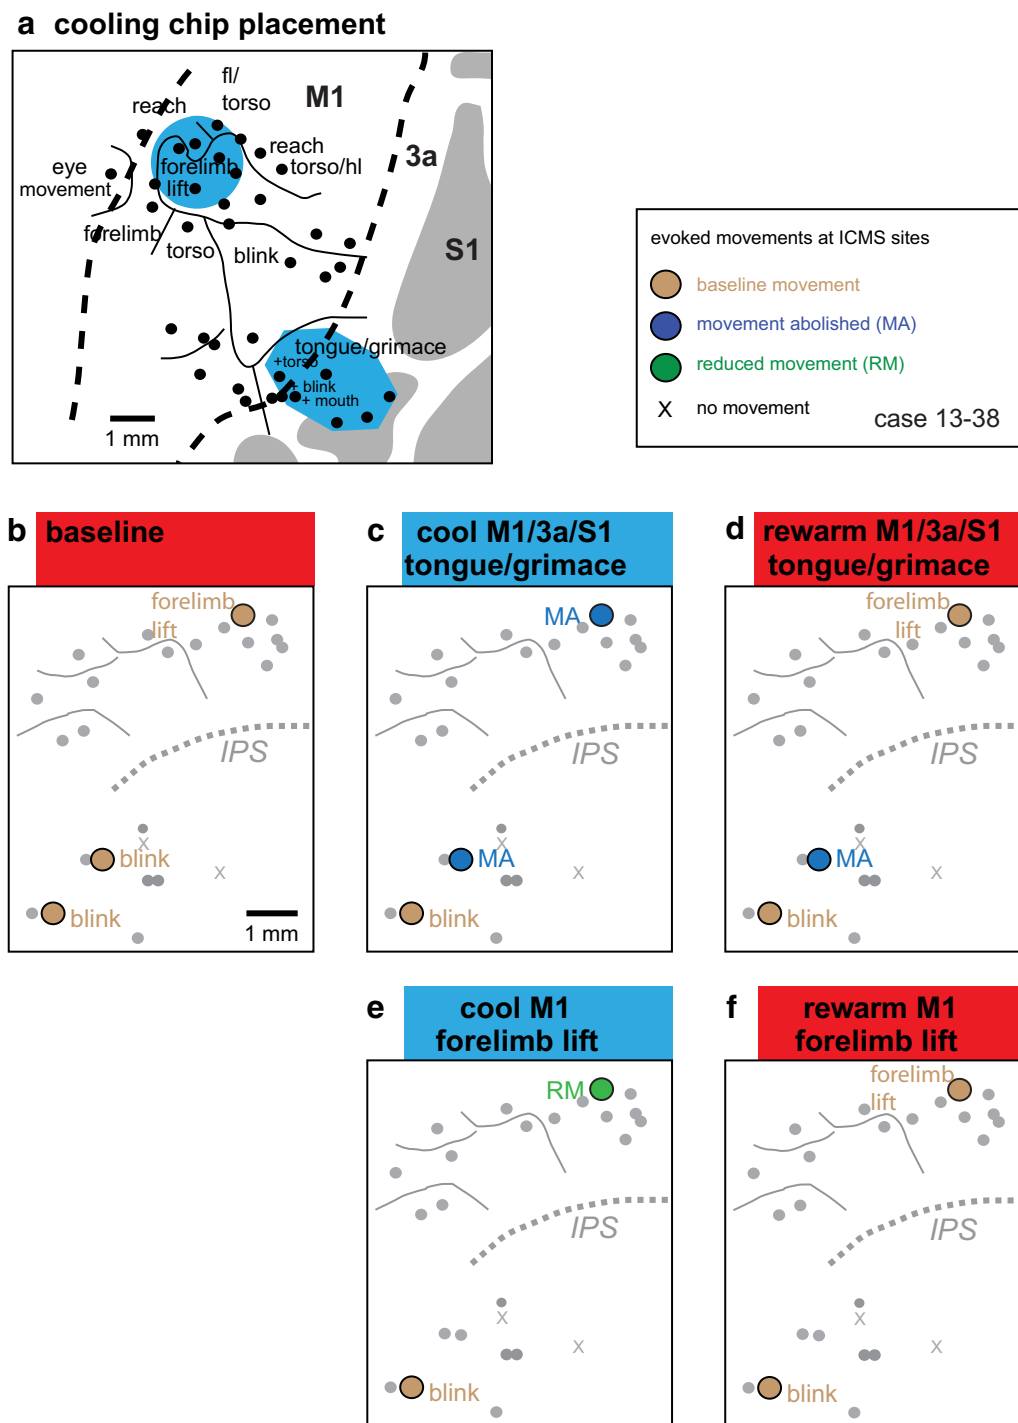 a cooling chip placement
fl/
torso
M1
reach
reach
torso/hl
3a
eye
movement
forelimb
lift
forelimb
torso
blink
S1
tongue/grimace
+torso
+ blink
+ mouth
1 mm
evoked movements at ICMS sites
baseline movement
movement abolished (MA)
reduced movement (RM)
X no movement
case 13-38
b baseline
forelimb
lift
IPS
X
X
blink
blink
1 mm
c cool M1/3a/S1
tongue/grimace
MA
IPS
X
X
MA
blink
d rewarm M1/3a/S1
tongue/grimace
forelimb
lift
IPS
X
X
MA
blink
e cool M1
forelimb lift
RM
IPS
X
X
blink
f rewarm M1
forelimb lift
forelimb
lift
IPS
X
X
blink